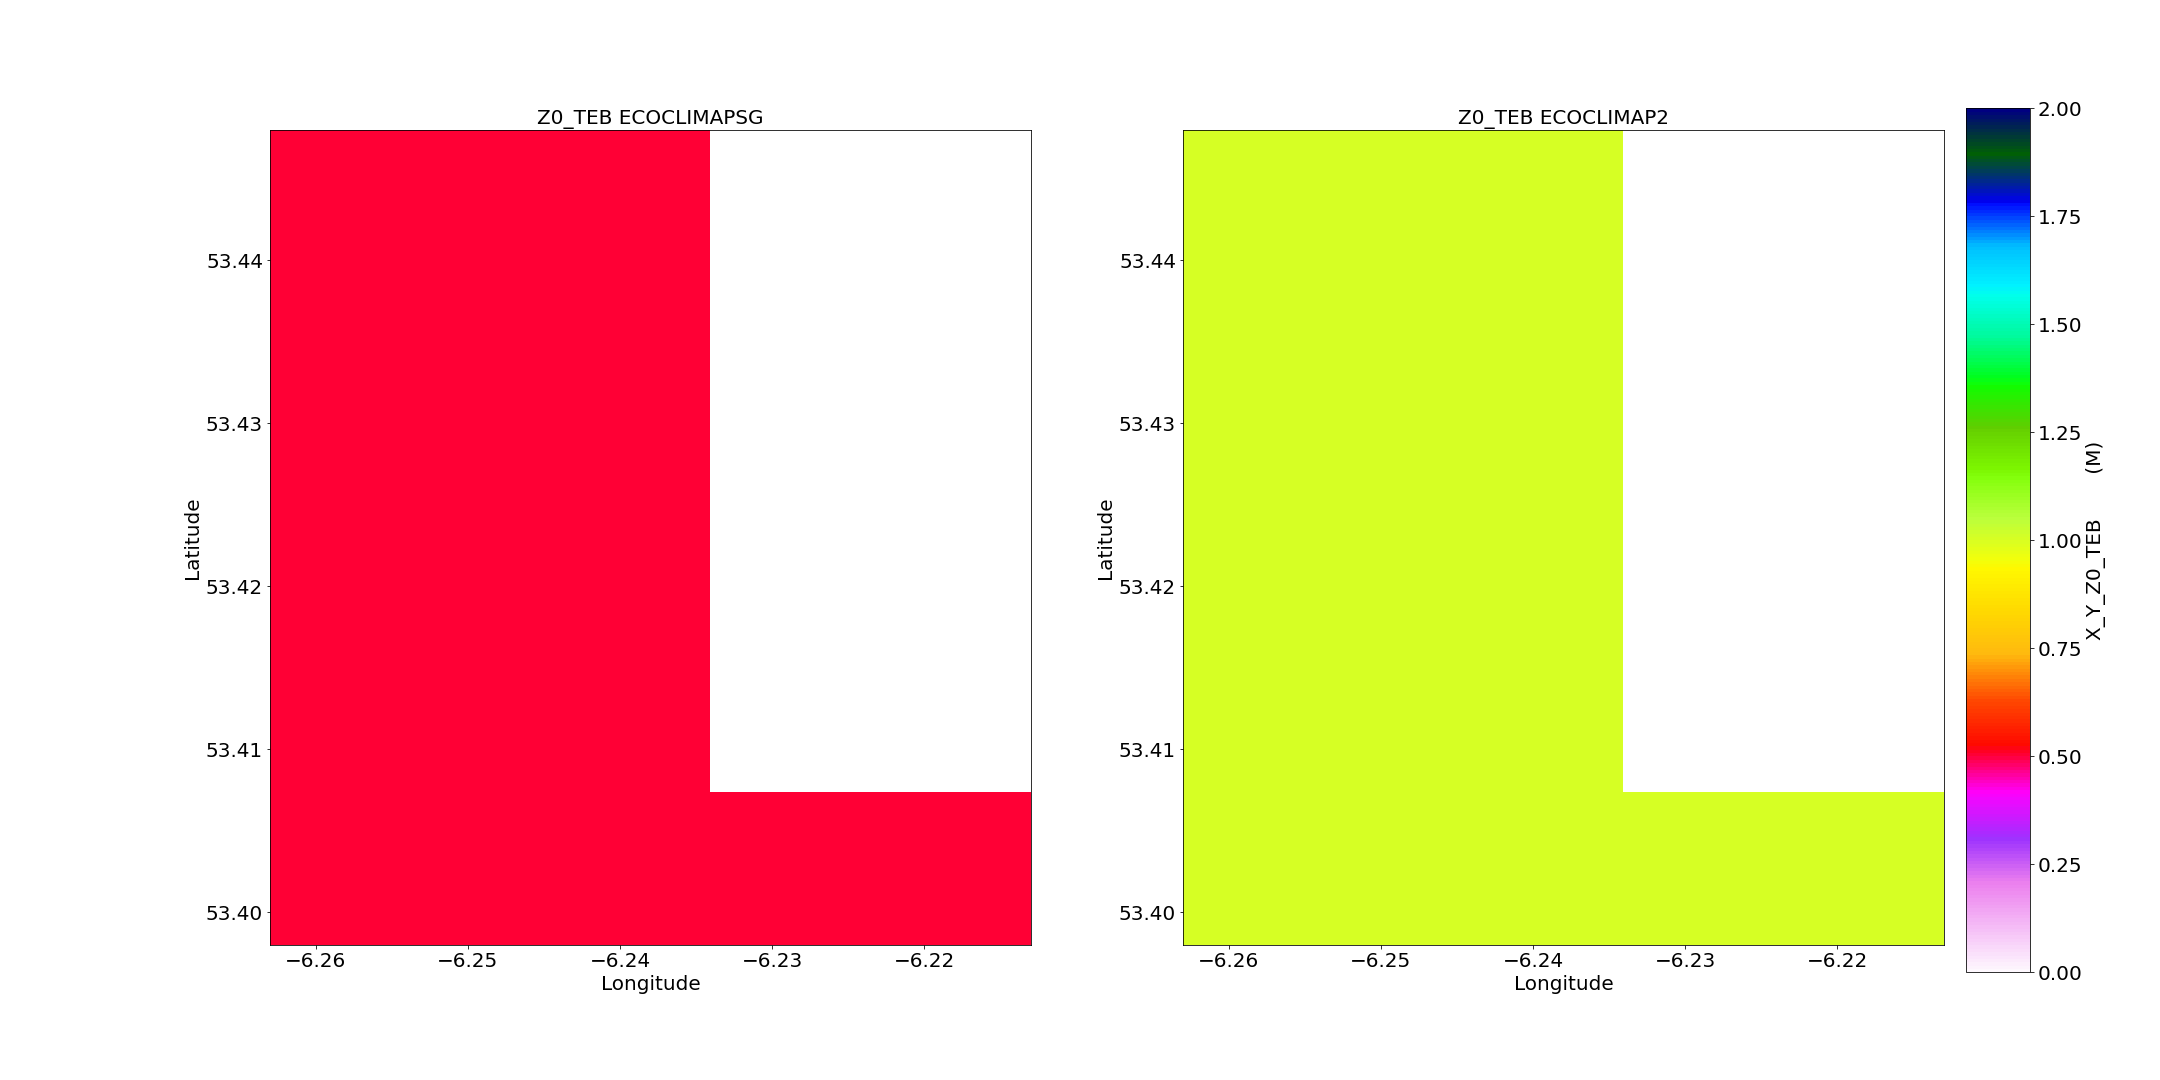 Z0_TEB ECOCLIMAPSG
53.44
53.43
53.42
53.41
53.40
Latitude
−6.26 −6.25 −6.24 −6.23 −6.22
Longitude
Z0_TEB ECOCLIMAP2
53.44
53.43
53.42
53.41
53.40
Latitude
−6.26 −6.25 −6.24 −6.23 −6.22
Longitude
2.00
1.75
1.50
1.25
1.00
0.75
0.50
0.25
0.00
X_Y_Z0_TEB (M)